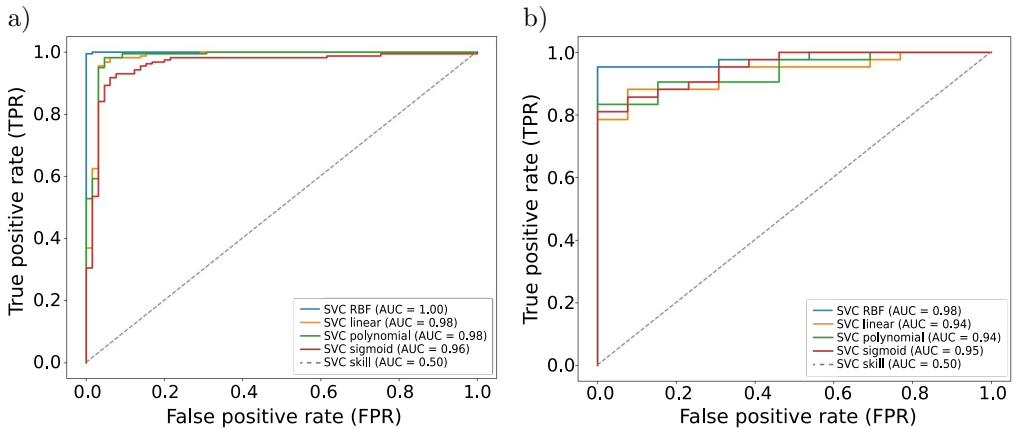 a)
1.0
0.8
0.6
0.4
0.2
0.0
True positive rate (TPR)
SVC RBF (AUC = 1.00)
SVC linear (AUC = 0.98)
SVC polynomial (AUC = 0.98)
SVC sigmoid (AUC = 0.96)
SVC skill (AUC = 0.50)
0.0 0.2 0.4 0.6 0.8 1.0
False positive rate (FPR)
b)
1.0
0.8
0.6
0.4
0.2
0.0
True positive rate (TPR)
SVC RBF (AUC = 0.98)
SVC linear (AUC = 0.94)
SVC polynomial (AUC = 0.94)
SVC sigmoid (AUC = 0.95)
SVC skill (AUC = 0.50)
0.0 0.2 0.4 0.6 0.8 1.0
False positive rate (FPR)